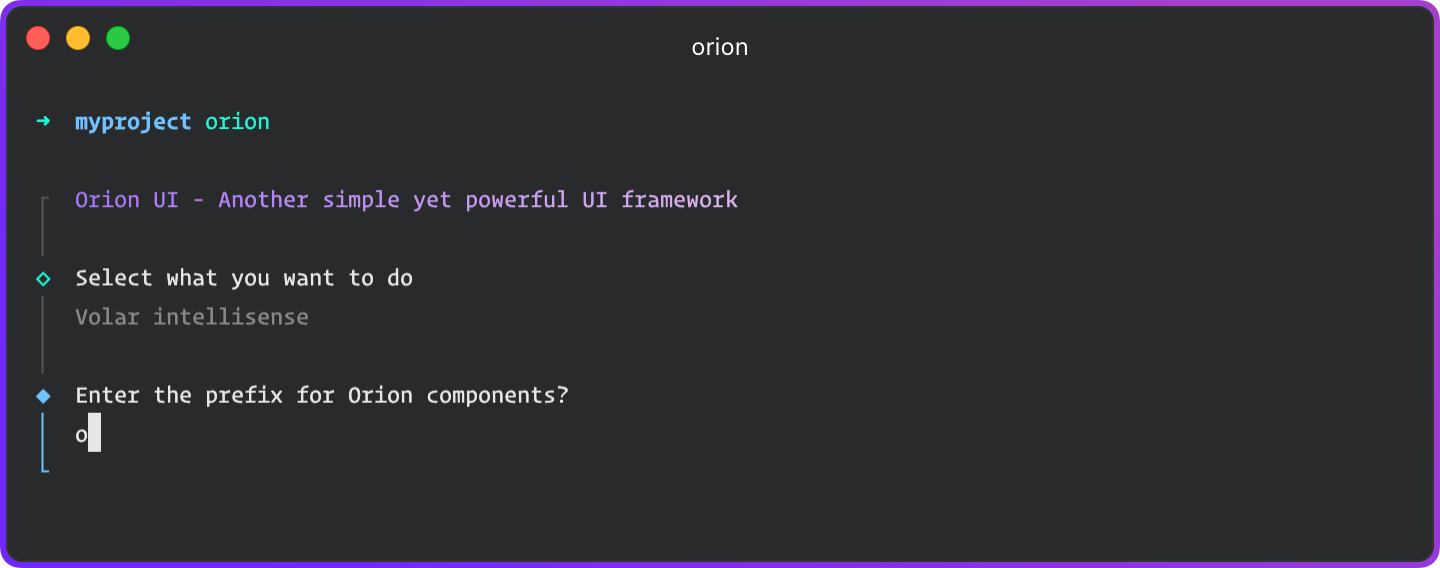 orion
➜ myproject orion
Orion UI - Another simple yet powerful UI framework
Select what you want to do
Volar intellisense
Enter the prefix for Orion components?
o